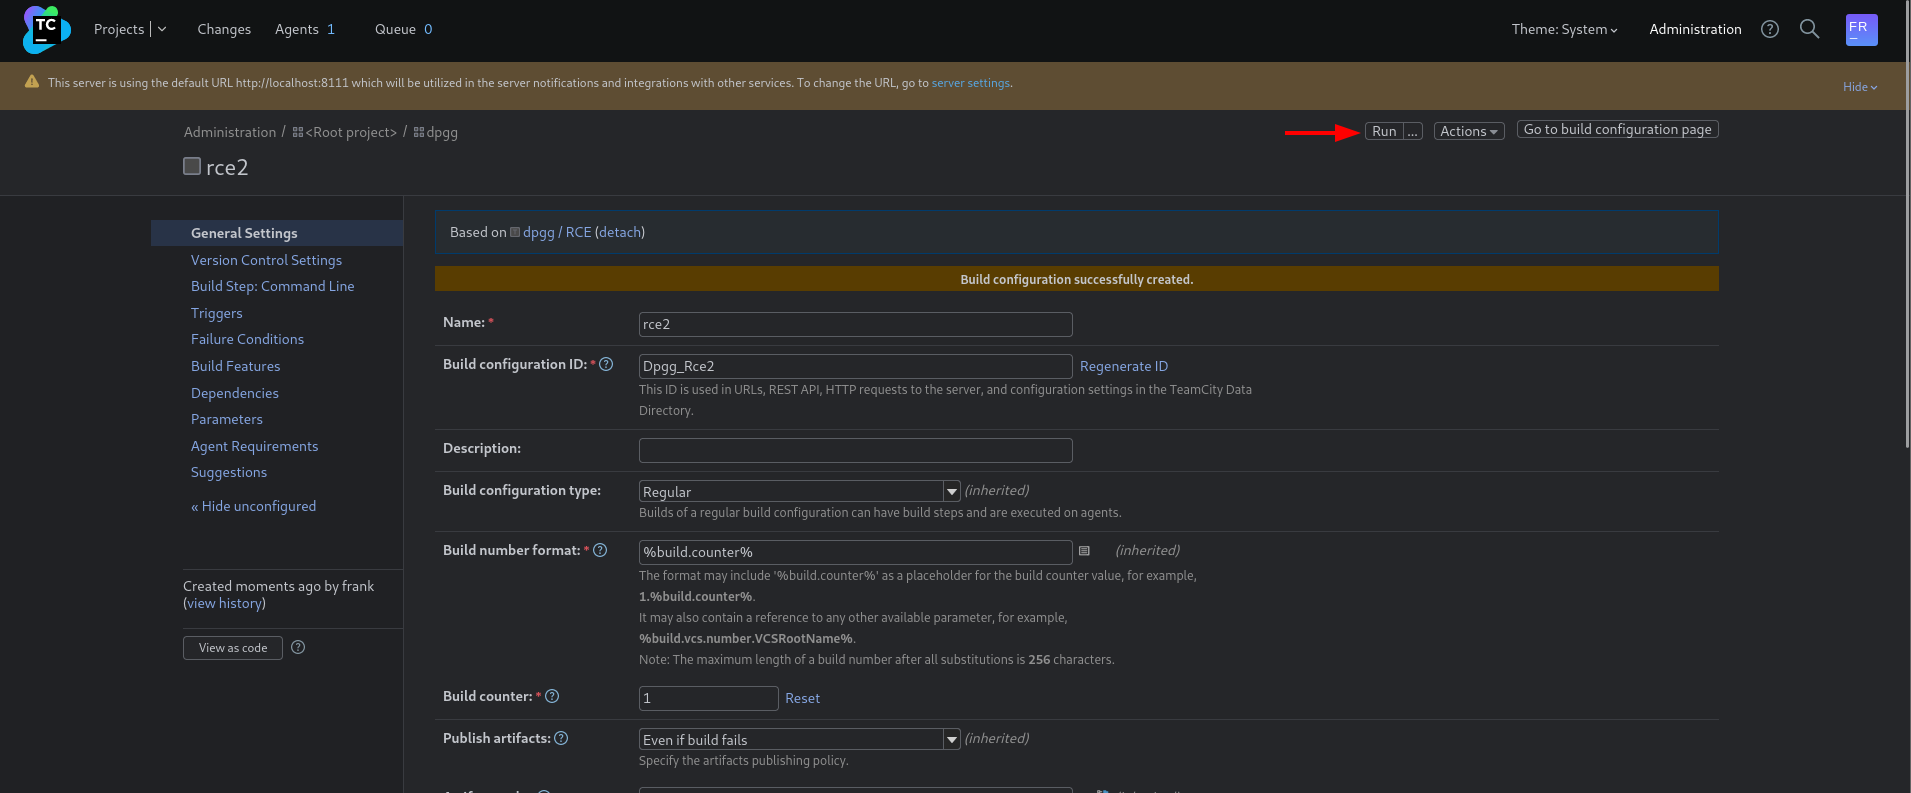 TC Projects Changes Agents 1 Queue 0 Theme: System Administration ? FR
This server is using the default URL http://localhost:8111 which will be utilized in the server notifications and integrations with other services. To change the URL, go to server settings. Hide
Administration / <Root project> / dpgg Run ... Actions Go to build configuration page
rce2
General Settings
Version Control Settings
Build Step: Command Line
Triggers
Failure Conditions
Build Features
Dependencies
Parameters
Agent Requirements
Suggestions
« Hide unconfigured
Created moments ago by frank
(view history)
View as code ?
Based on dpgg / RCE (detach)
Build configuration successfully created.
Name: * rce2
Build configuration ID: * ? Dpgg_Rce2 Regenerate ID
This ID is used in URLs, REST API, HTTP requests to the server, and configuration settings in the TeamCity Data
Directory.
Description:
Build configuration type: Regular (inherited)
Builds of a regular build configuration can have build steps and are executed on agents.
Build number format: * ? %build.counter% (inherited)
The format may include '%build.counter%' as a placeholder for the build counter value, for example,
1.%build.counter%.
It may also contain a reference to any other available parameter, for example,
%build.vcs.number.VCSRootName%.
Note: The maximum length of a build number after all substitutions is 256 characters.
Build counter: * ? 1 Reset
Publish artifacts: ? Even if build fails (inherited)
Specify the artifacts publishing policy.